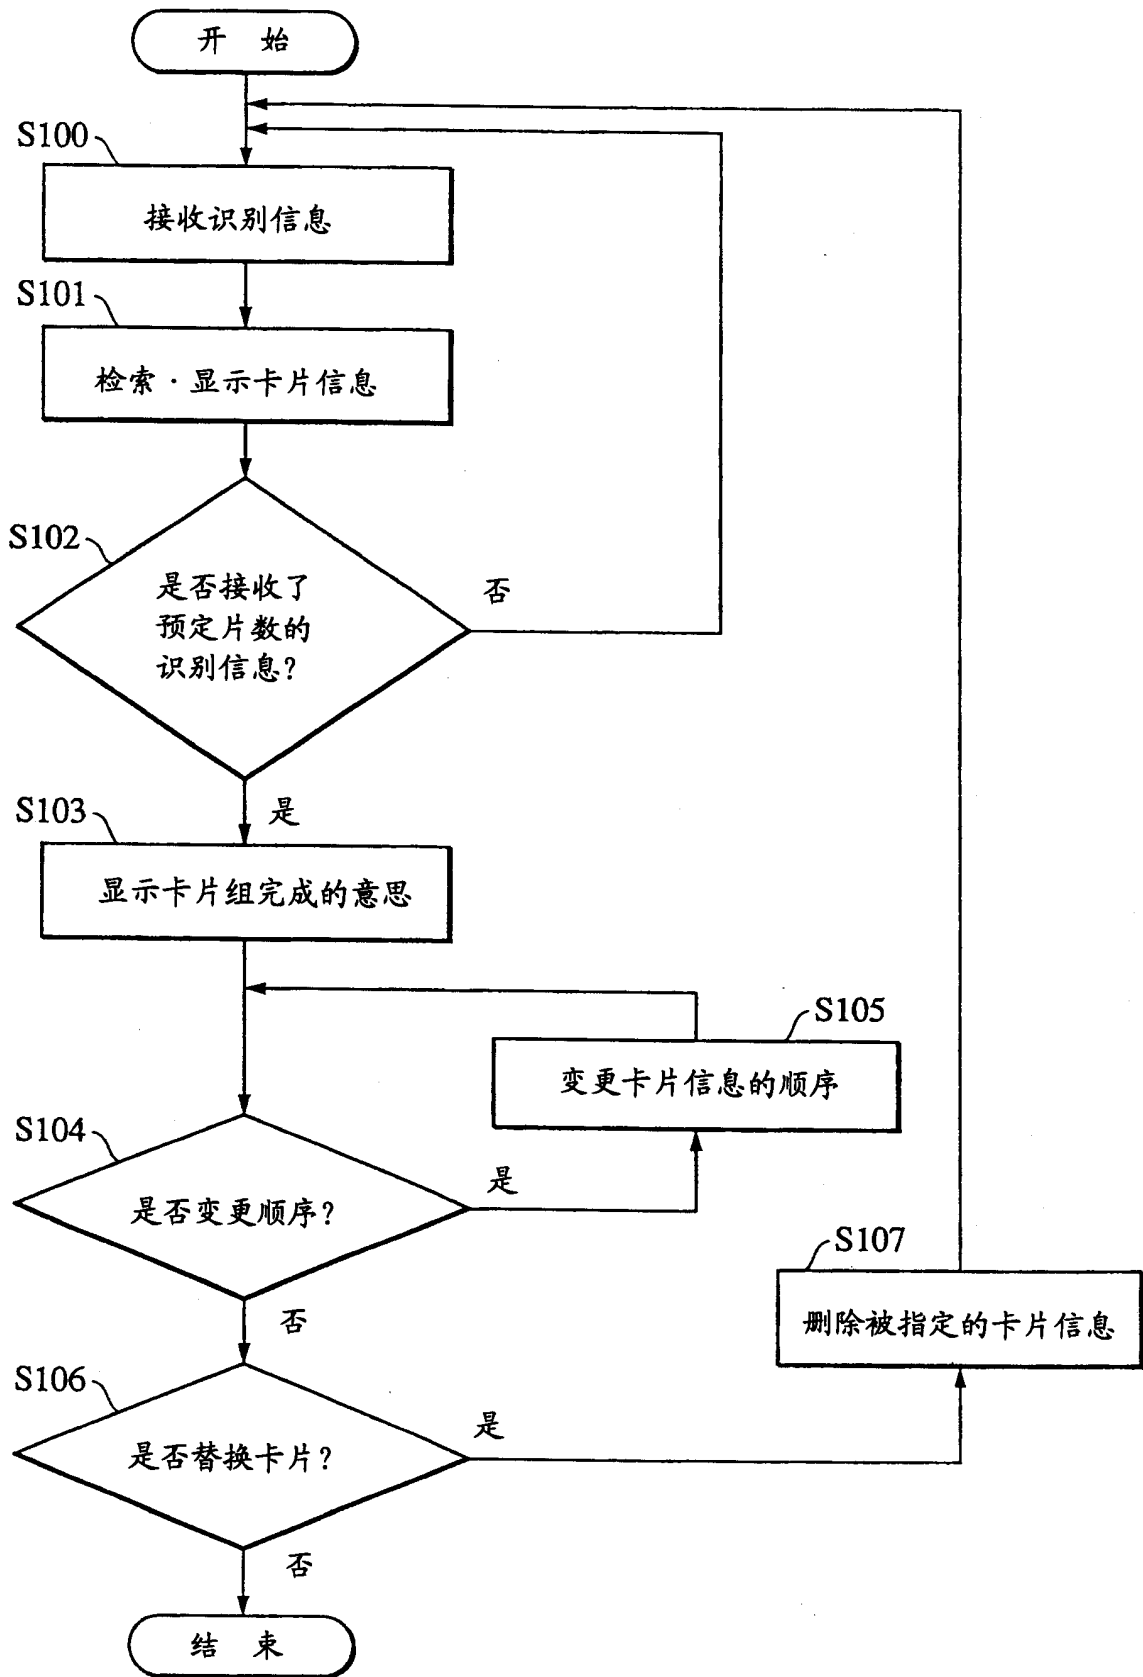 开 始
S100
接收识别信息
S101
检索·显示卡片信息
S102
是否接收了
预定片数的
识别信息?
否
是
S103
显示卡片组完成的意思
S105
变更卡片信息的顺序
S104
是否变更顺序?
是
否
S107
删除被指定的卡片信息
S106
是否替换卡片?
是
否
结 束